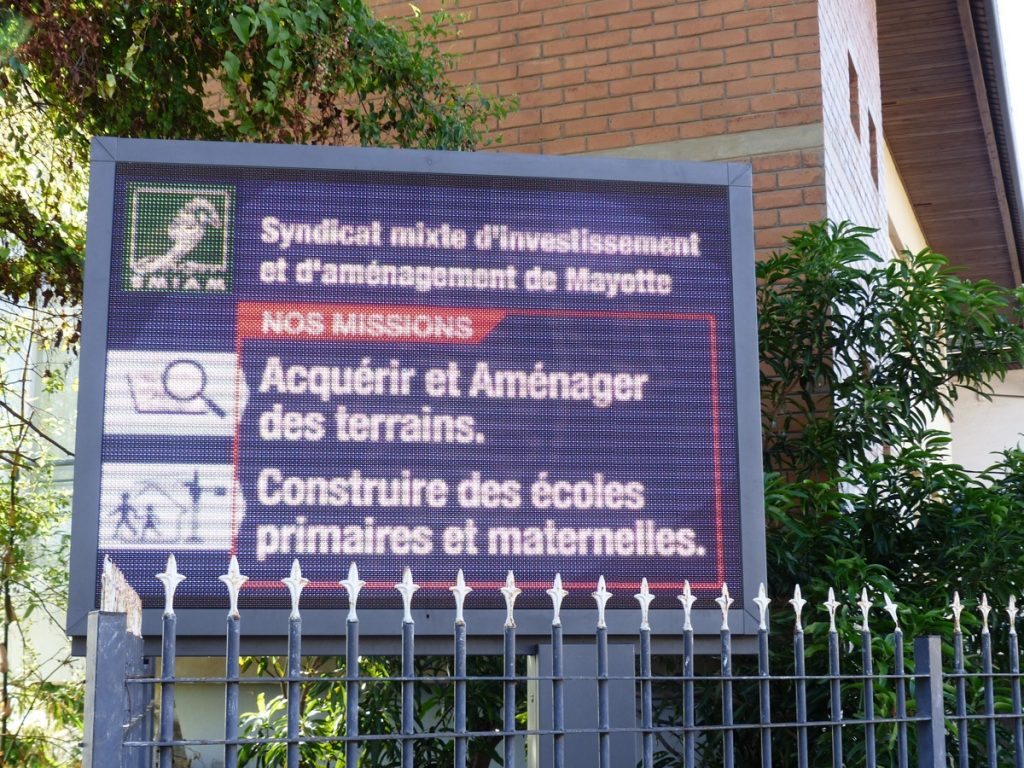 SMIAM
Syndicat mixte d'investissement
et d'aménagement de Mayotte
NOS MISSIONS
Acquérir et Aménager
des terrains.
Construire des écoles
primaires et maternelles.